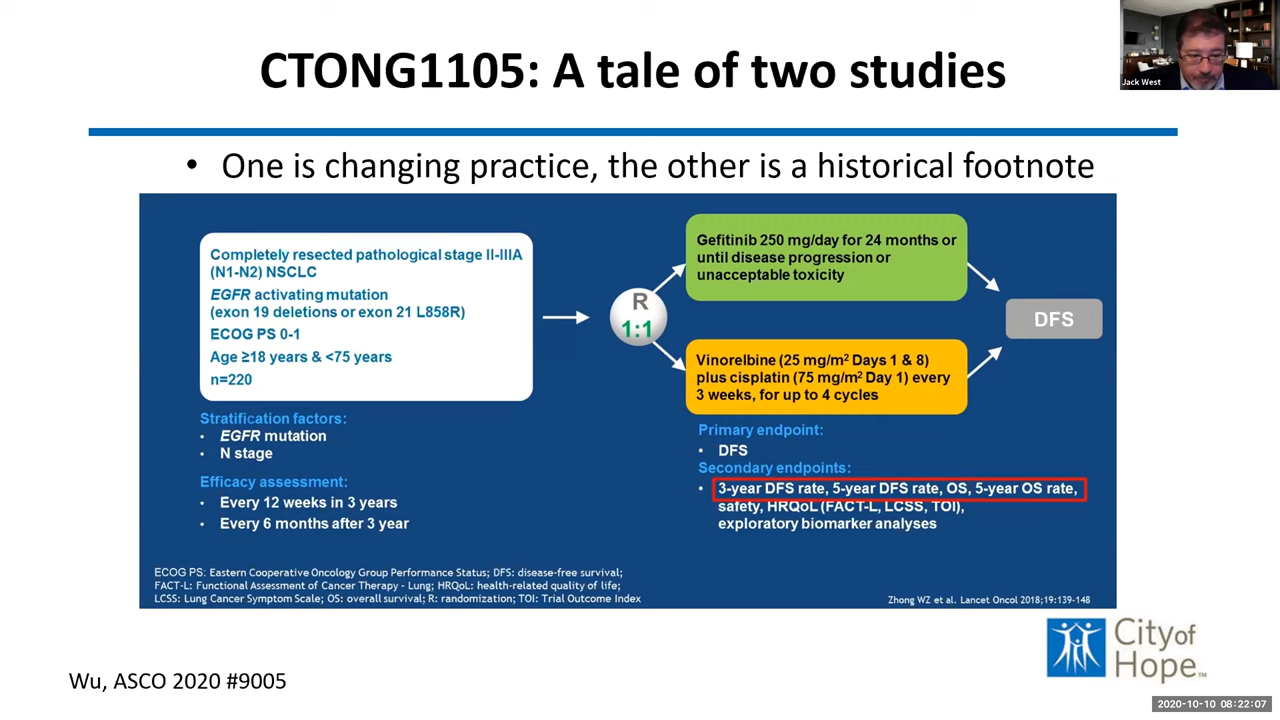 CTONG1105: A tale of two studies
Jack West
• One is changing practice, the other is a historical footnote
Completely resected pathological stage II-IIIA
(N1-N2) NSCLC
EGFR activating mutation
(exon 19 deletions or exon 21 L858R)
ECOG PS 0-1
Age ≥18 years & <75 years
n=220
R
1:1
Gefitinib 250 mg/day for 24 months or
until disease progression or
unacceptable toxicity
Vinorelbine (25 mg/m² Days 1 & 8)
plus cisplatin (75 mg/m² Day 1) every
3 weeks, for up to 4 cycles
DFS
Stratification factors:
• EGFR mutation
• N stage
Efficacy assessment:
• Every 12 weeks in 3 years
• Every 6 months after 3 year
Primary endpoint:
• DFS
Secondary endpoints:
• 3-year DFS rate, 5-year DFS rate, OS, 5-year OS rate,
safety, HRQoL (FACT-L, LCSS, TOI),
exploratory biomarker analyses
ECOG PS: Eastern Cooperative Oncology Group Performance Status; DFS: disease-free survival;
FACT-L: Functional Assessment of Cancer Therapy - Lung; HRQoL: health-related quality of life;
LCSS: Lung Cancer Symptom Scale; OS: overall survival; R: randomization; TOI: Trial Outcome Index
Zhong WZ et al. Lancet Oncol 2018;19:139-148
Wu, ASCO 2020 #9005
City of
Hope™
2020-10-10 08:22:07